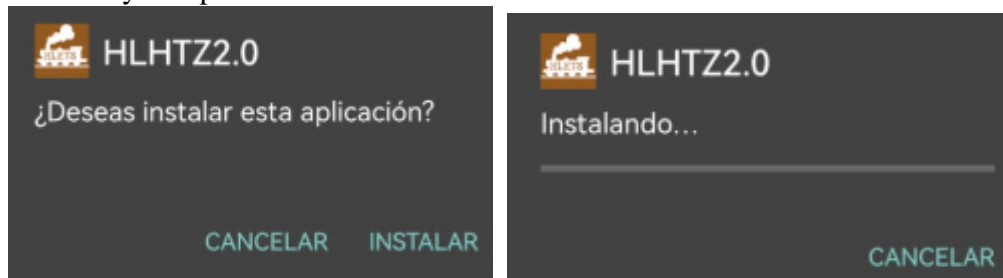 HLHTZ2.0
¿Deseas instalar esta aplicación?
CANCELAR INSTALAR
HLHTZ2.0
Instalando...
CANCELAR